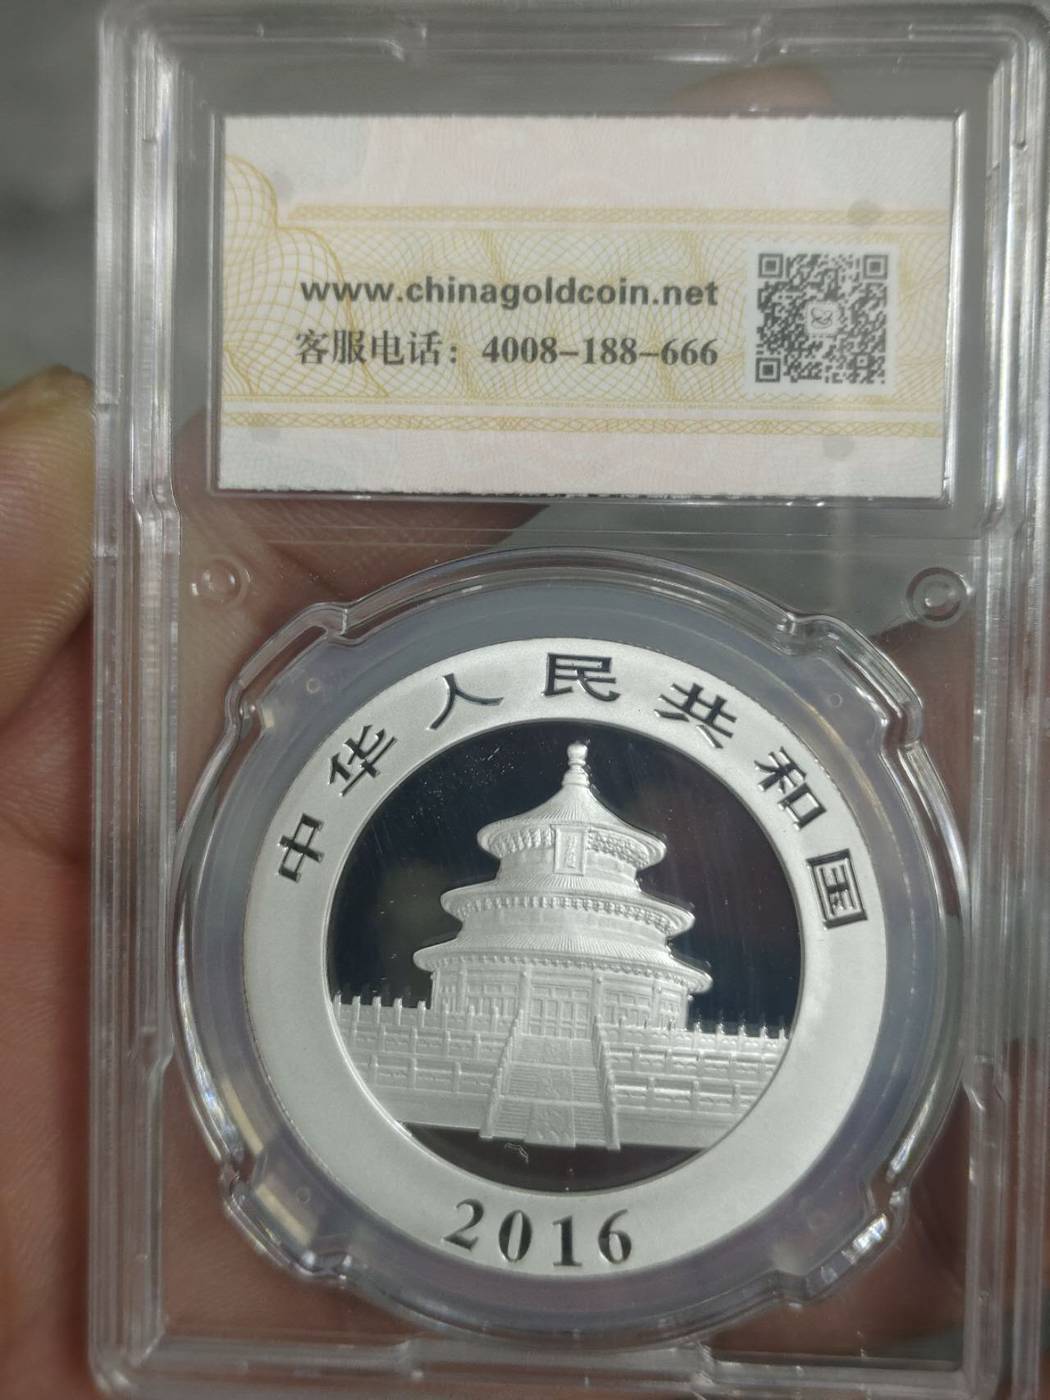 www.chinagoldcoin.net
客服电话：4008-188-666
中华人民共和国
2016